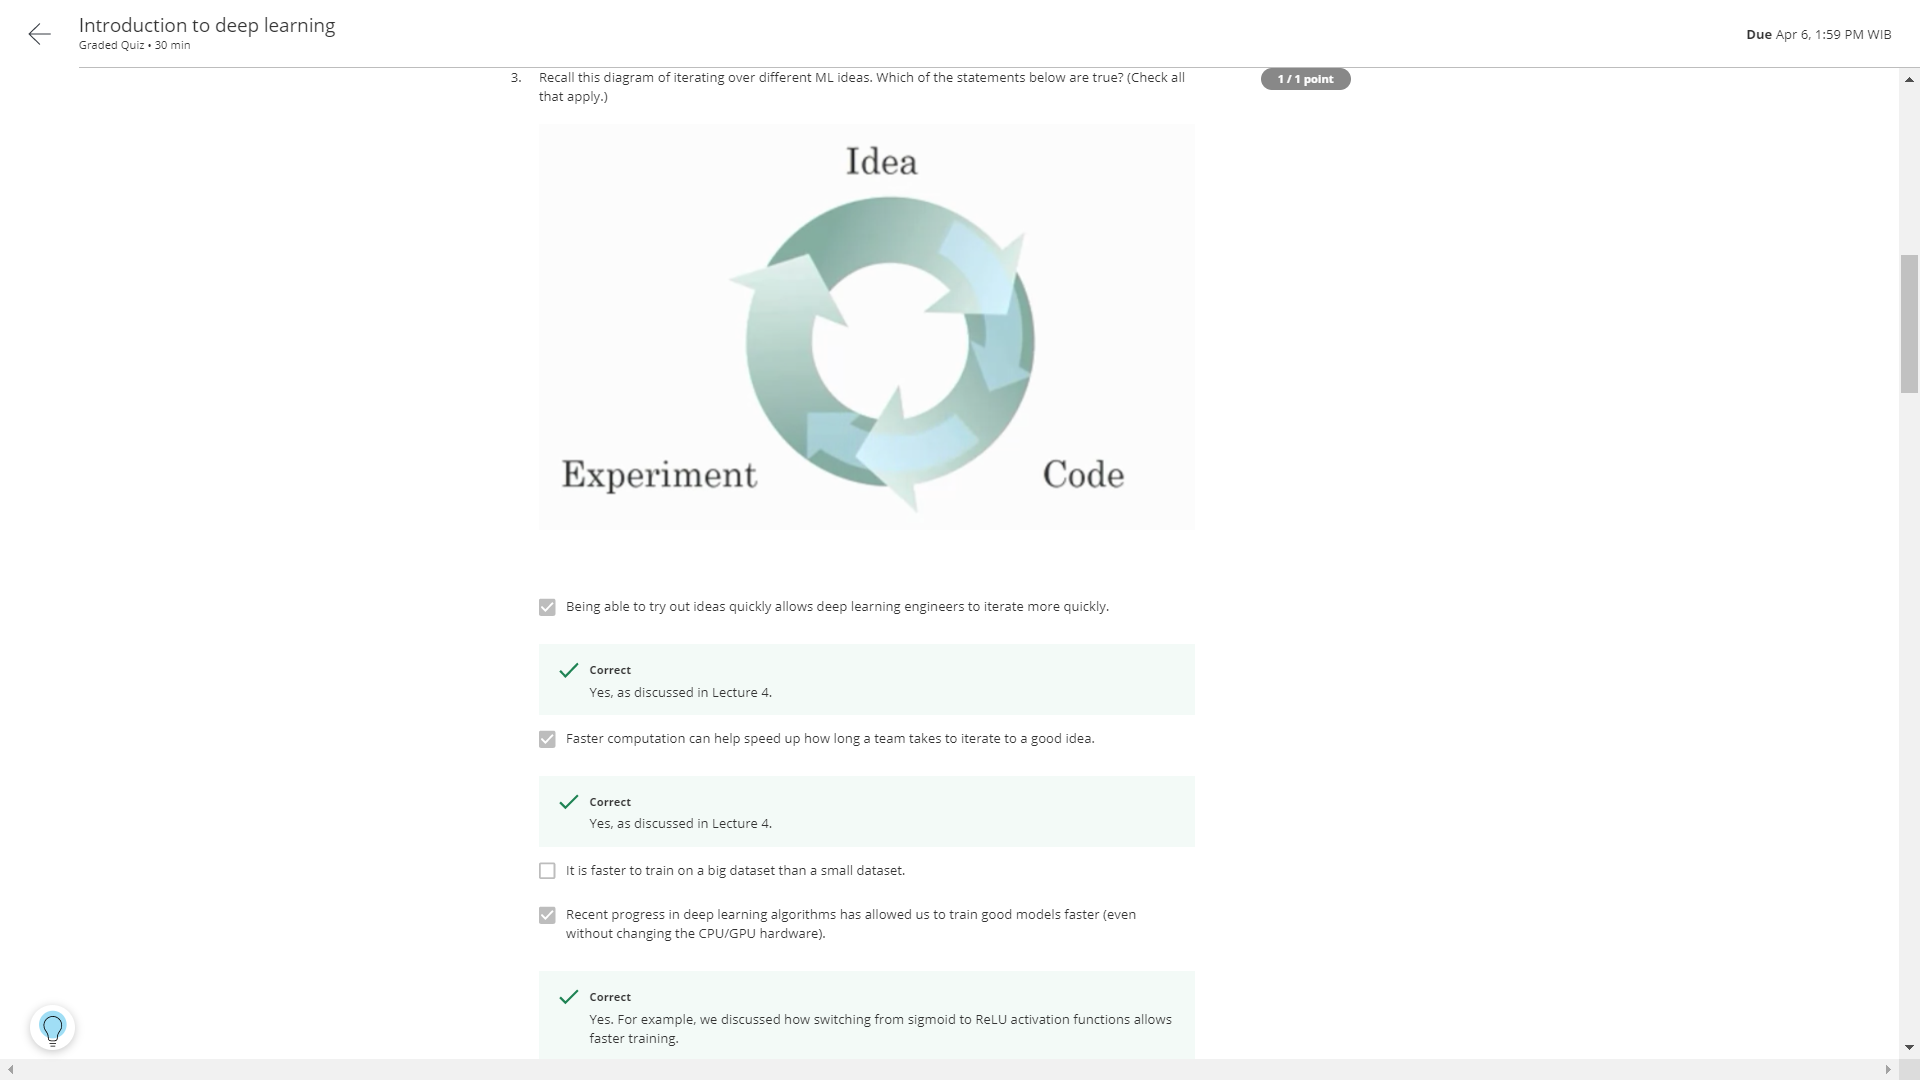 Introduction to deep learning
Graded Quiz • 30 min
Due Apr 6, 1:59 PM WIB
3. Recall this diagram of iterating over different ML ideas. Which of the statements below are true? (Check all
that apply.)
1 / 1 point
Idea
Experiment
Code
Being able to try out ideas quickly allows deep learning engineers to iterate more quickly.
Correct
Yes, as discussed in Lecture 4.
Faster computation can help speed up how long a team takes to iterate to a good idea.
Correct
Yes, as discussed in Lecture 4.
It is faster to train on a big dataset than a small dataset.
Recent progress in deep learning algorithms has allowed us to train good models faster (even
without changing the CPU/GPU hardware).
Correct
Yes. For example, we discussed how switching from sigmoid to ReLU activation functions allows
faster training.